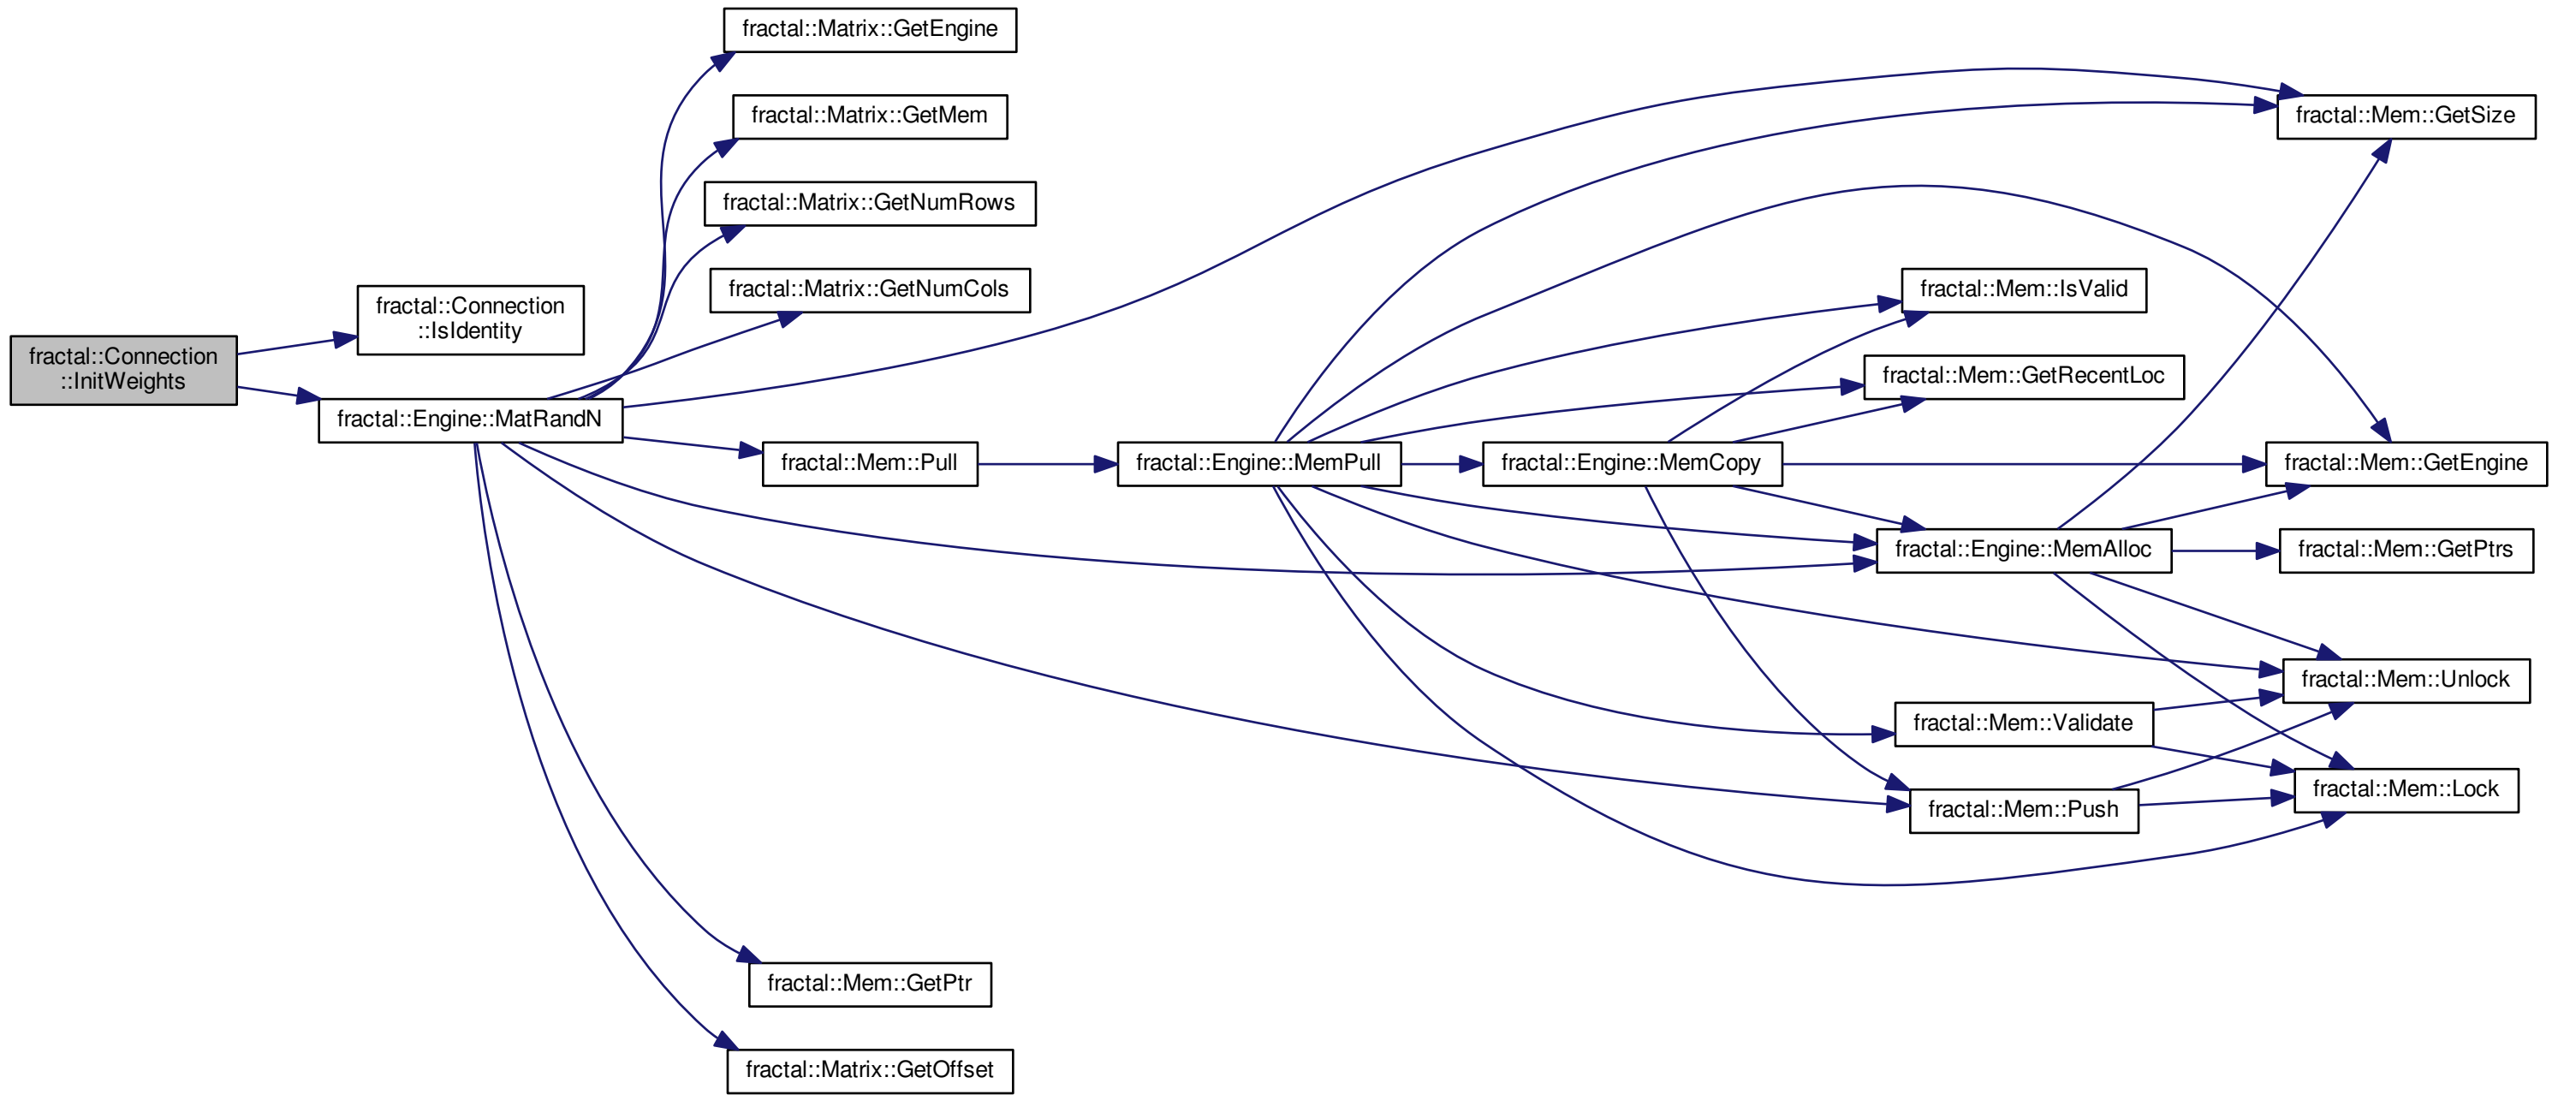 fractal::Matrix::GetEngine
fractal::Matrix::GetMem
fractal::Mem::GetSize
fractal::Matrix::GetNumRows
fractal::Matrix::GetNumCols
fractal::Mem::IsValid
fractal::Connection
::IsIdentity
fractal::Connection
::InitWeights
fractal::Mem::GetRecentLoc
fractal::Engine::MatRandN
fractal::Mem::Pull
fractal::Engine::MemPull
fractal::Engine::MemCopy
fractal::Mem::GetEngine
fractal::Engine::MemAlloc
fractal::Mem::GetPtrs
fractal::Mem::Unlock
fractal::Mem::Validate
fractal::Mem::Lock
fractal::Mem::Push
fractal::Mem::GetPtr
fractal::Matrix::GetOffset